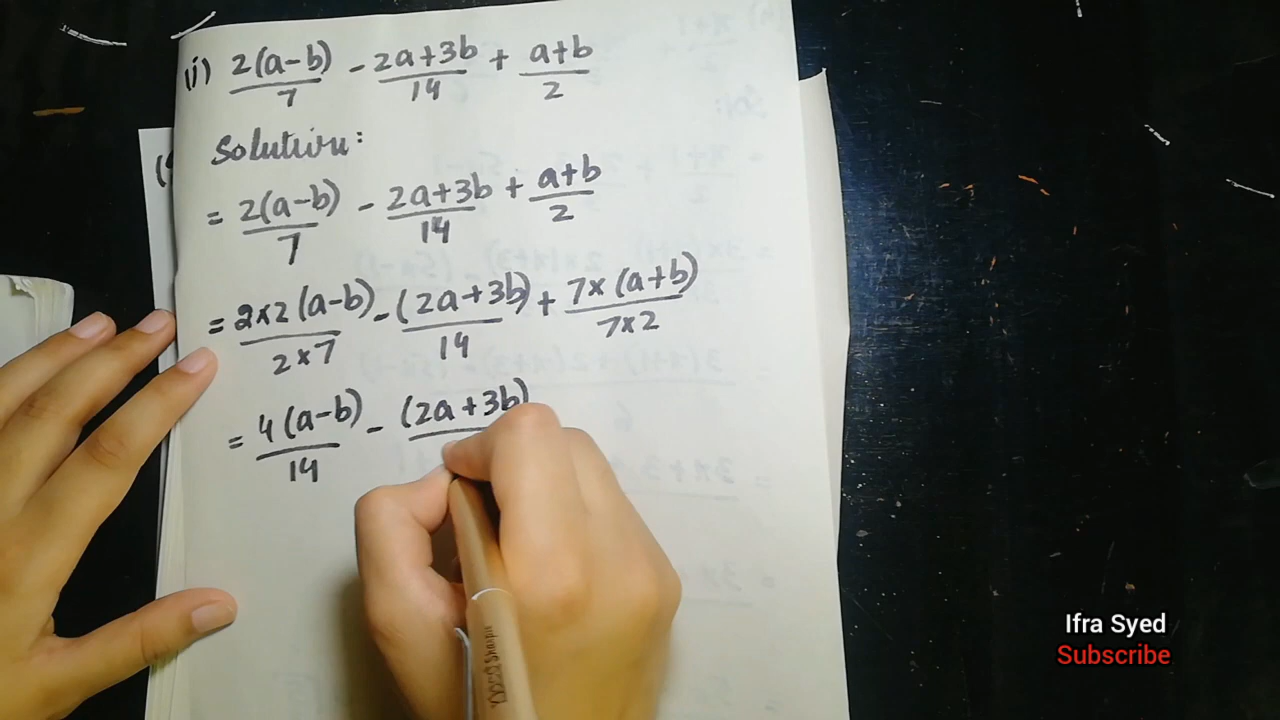 (j) 2(a-b)/7 - 2a+3b/14 + a+b/2
Solution:
= 2(a-b)/7 - 2a+3b/14 + a+b/2
= 2×2(a-b)/2×7 - (2a+3b)/14 + 7×(a+b)/7×2
= 4(a-b)/14 - (2a+3b)
Ifra Syed
Subscribe